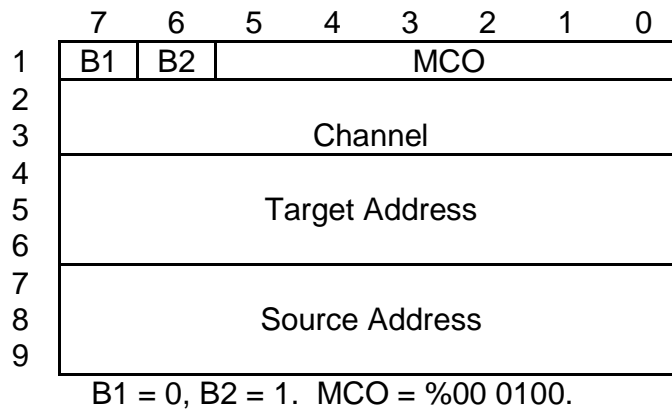 7 6 5 4 3 2 1 0
1 B1 B2 MCO
2
3 Channel
4
5 Target Address
6
7
8 Source Address
9
B1 = 0, B2 = 1. MCO = %00 0100.